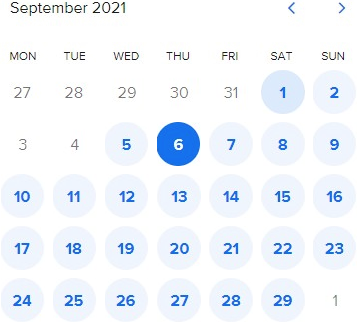 September 2021 < >
MON TUE WED THU FRI SAT SUN
27 28 29 30 31 1 2
3 4 5 6 7 8 9
10 11 12 13 14 15 16
17 18 19 20 21 22 23
24 25 26 27 28 29 1